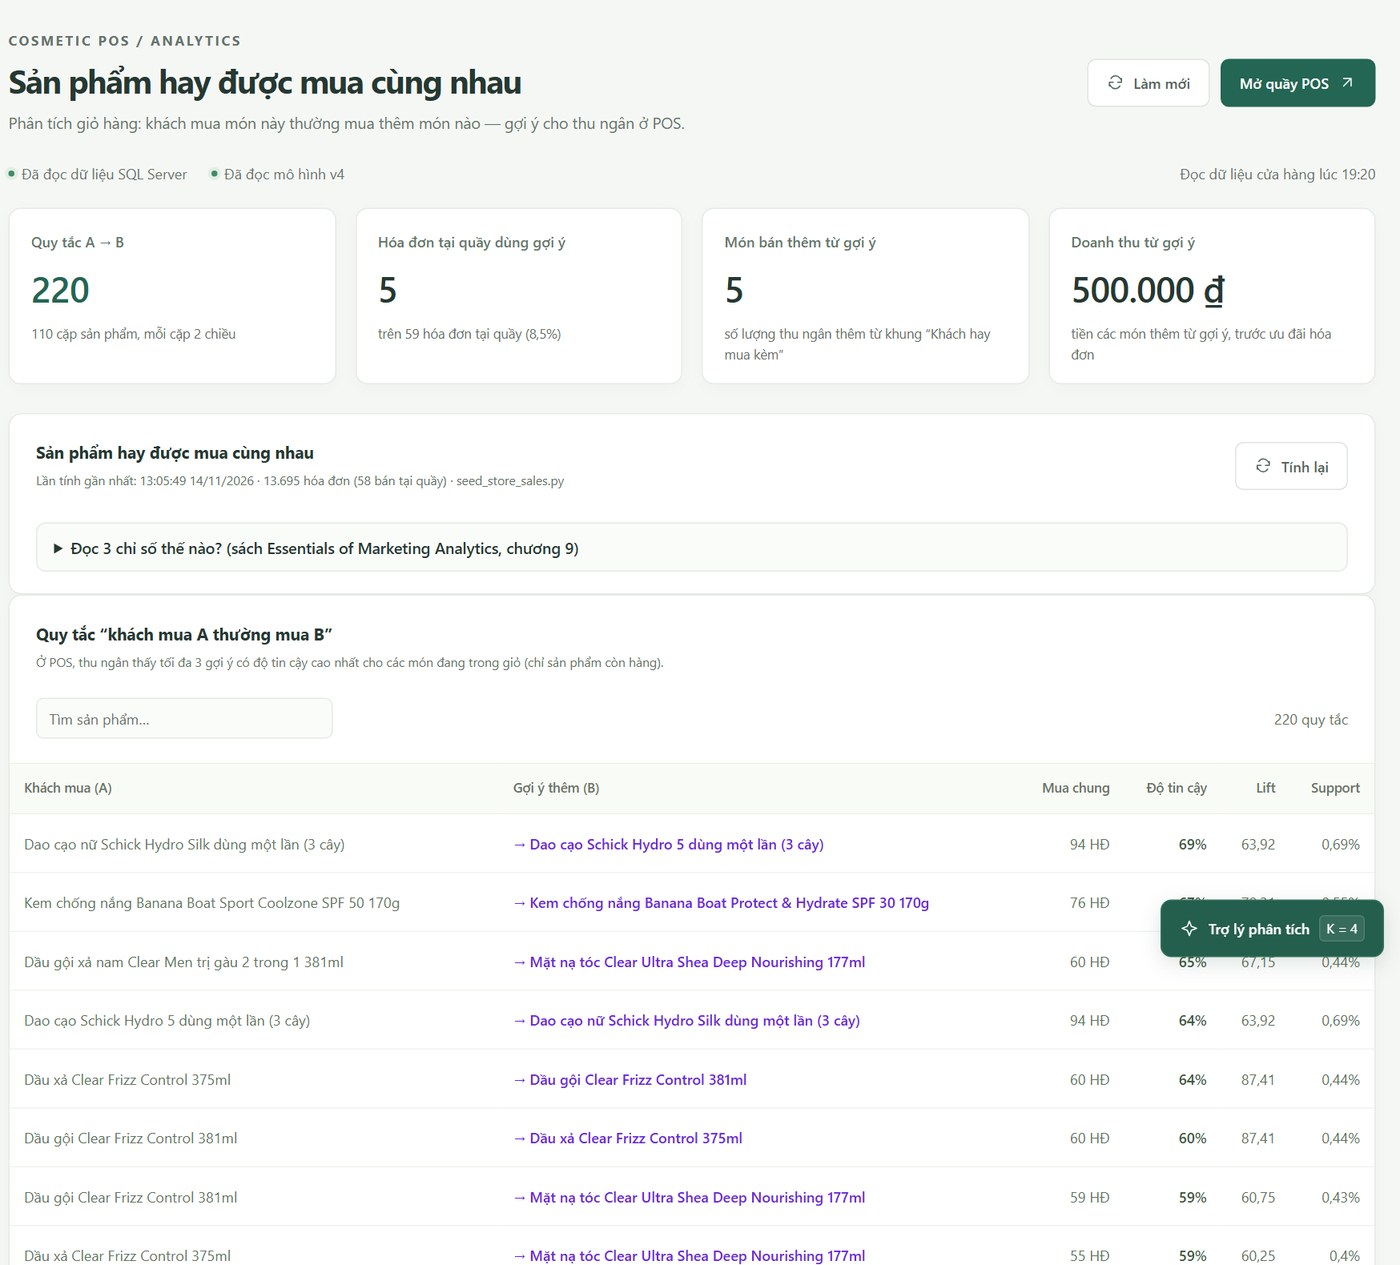 COSMETIC POS / ANALYTICS
Sản phẩm hay được mua cùng nhau
Làm mới
Mở quầy POS
Phân tích giỏ hàng: khách mua món này thường mua thêm món nào — gợi ý cho thu ngân ở POS.
Đã đọc dữ liệu SQL Server
Đã đọc mô hình v4
Đọc dữ liệu cửa hàng lúc 19:20
Quy tắc A → B
220
110 cặp sản phẩm, mỗi cặp 2 chiều
Hóa đơn tại quầy dùng gợi ý
5
trên 59 hóa đơn tại quầy (8,5%)
Món bán thêm từ gợi ý
5
số lượng thu ngân thêm từ khung “Khách hay
mua kèm”
Doanh thu từ gợi ý
500.000 ₫
tiền các món thêm từ gợi ý, trước ưu đãi hóa
đơn
Sản phẩm hay được mua cùng nhau
Lần tính gần nhất: 13:05:49 14/11/2026 · 13.695 hóa đơn (58 bán tại quầy) · seed_store_sales.py
Tính lại
▶ Đọc 3 chỉ số thế nào? (sách Essentials of Marketing Analytics, chương 9)
Quy tắc “khách mua A thường mua B”
Ở POS, thu ngân thấy tối đa 3 gợi ý có độ tin cậy cao nhất cho các món đang trong giỏ (chỉ sản phẩm còn hàng).
Tìm sản phẩm...
220 quy tắc
Khách mua (A) Gợi ý thêm (B) Mua chung Độ tin cậy Lift Support
Dao cạo nữ Schick Hydro Silk dùng một lần (3 cây) → Dao cạo Schick Hydro 5 dùng một lần (3 cây) 94 HĐ 69% 63,92 0,69%
Kem chống nắng Banana Boat Sport Coolzone SPF 50 170g → Kem chống nắng Banana Boat Protect & Hydrate SPF 30 170g 76 HĐ
Trợ lý phân tích K = 4
Dầu gội xả nam Clear Men trị gàu 2 trong 1 381ml → Mặt nạ tóc Clear Ultra Shea Deep Nourishing 177ml 60 HĐ 65% 67,15 0,44%
Dao cạo Schick Hydro 5 dùng một lần (3 cây) → Dao cạo nữ Schick Hydro Silk dùng một lần (3 cây) 94 HĐ 64% 63,92 0,69%
Dầu xả Clear Frizz Control 375ml → Dầu gội Clear Frizz Control 381ml 60 HĐ 64% 87,41 0,44%
Dầu gội Clear Frizz Control 381ml → Dầu xả Clear Frizz Control 375ml 60 HĐ 60% 87,41 0,44%
Dầu gội Clear Frizz Control 381ml → Mặt nạ tóc Clear Ultra Shea Deep Nourishing 177ml 59 HĐ 59% 60,75 0,43%
Dầu xả Clear Frizz Control 375ml → Mặt nạ tóc Clear Ultra Shea Deep Nourishing 177ml 55 HĐ 59% 60,25 0,4%